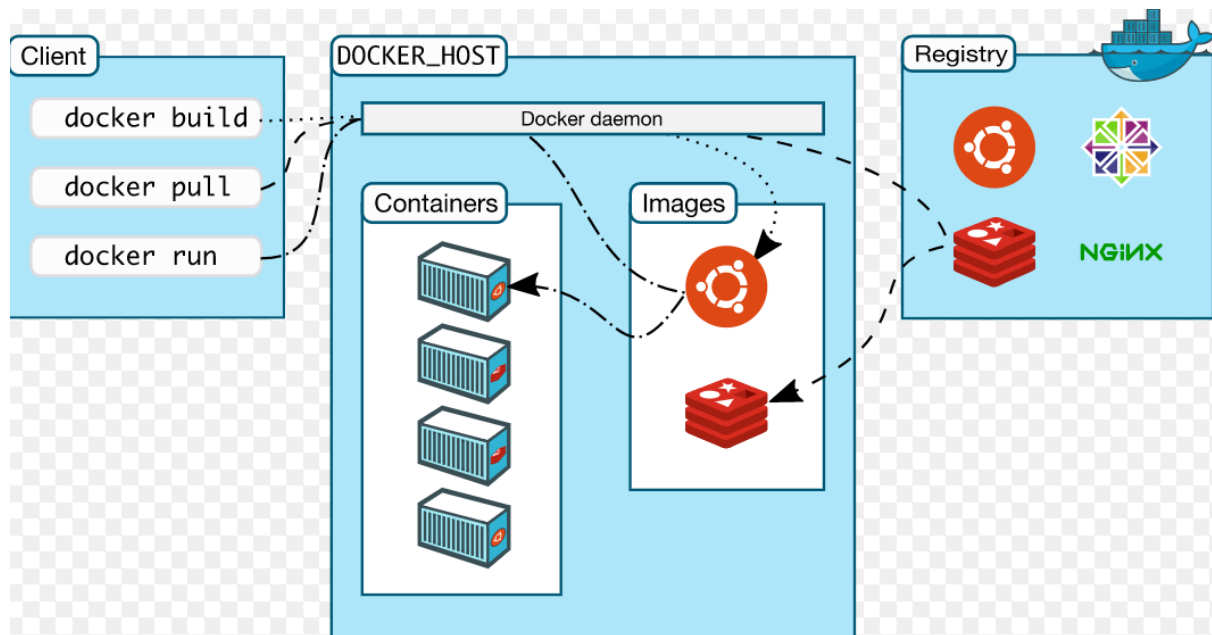 Client
docker build
docker pull
docker run
DOCKER_HOST
Docker daemon
Containers
Images
Registry
NGINX